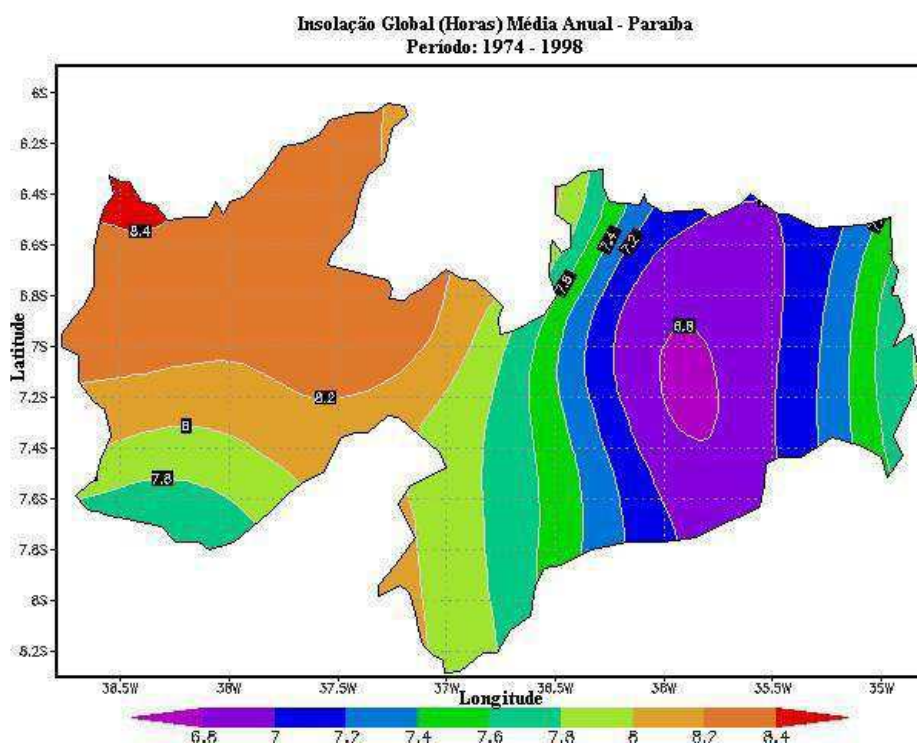 Insolação Global (Horas) Média Anual - Paraíba
Período: 1974 - 1998
6S
6.2S
6.4S
6.6S
6.8S
7S
7.2S
7.4S
7.6S
7.8S
8S
8.2S
Latitude
8.4
8.2
8
7.8
7.4
7.2
6.8
38.5W
38W
37.5W
37W
36.5W
36W
35.5W
35W
Longitude
6.8 7 7.2 7.4 7.6 7.8 8 8.2 8.4